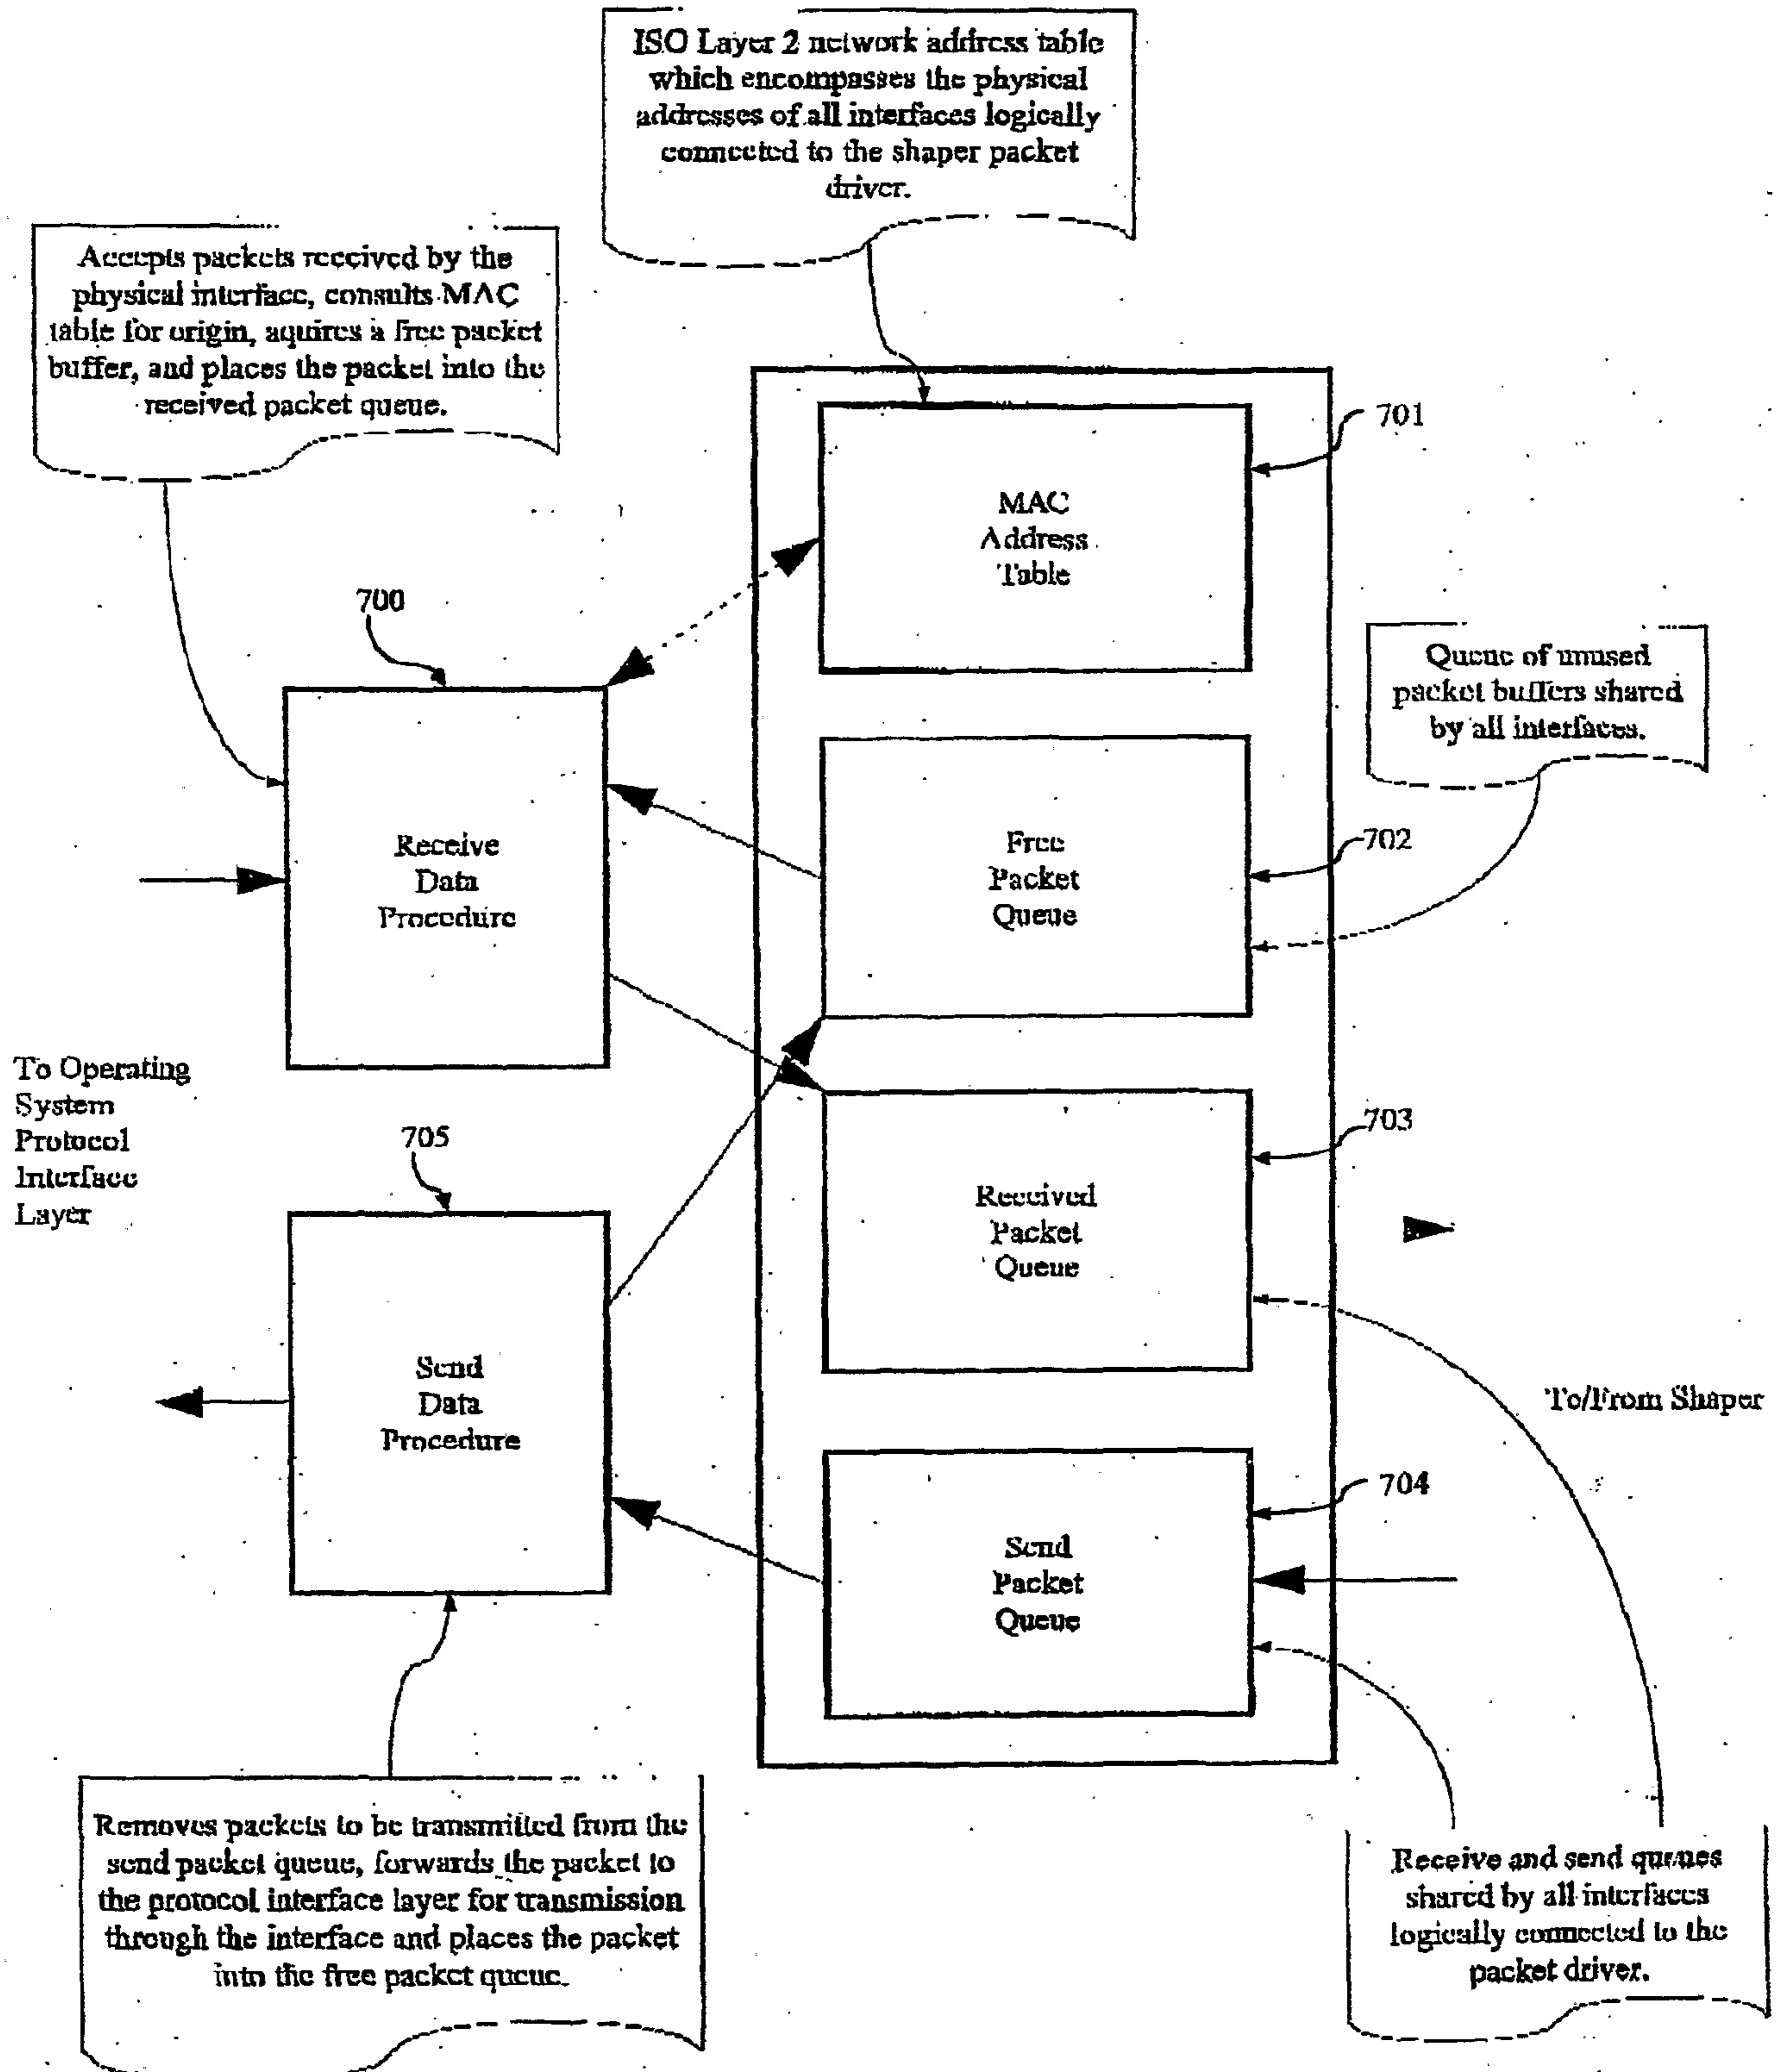 ISO Layer 2 network address table
which encompasses the physical
addresses of all interfaces logically
connected to the shaper packet
driver.
Accepts packets received by the
physical interface, consults MAC
table for origin, aquires a free packet
buffer, and places the packet into the
received packet queue.
701
MAC
Address
Table
700
Queue of unused
packet buffers shared
by all interfaces.
702
Receive
Data
Procedure
Free
Packet
Queue
To Operating
System
Protocol
Interface
Layer
705
703
Received
Packet
Queue
Send
Data
Procedure
To/From Shaper
704
Send
Packet
Queue
Removes packets to be transmitted from the
send packet queue, forwards the packet to
the protocol interface layer for transmission
through the interface and places the packet
into the free packet queue.
Receive and send queues
shared by all interfaces
logically connected to the
packet driver.